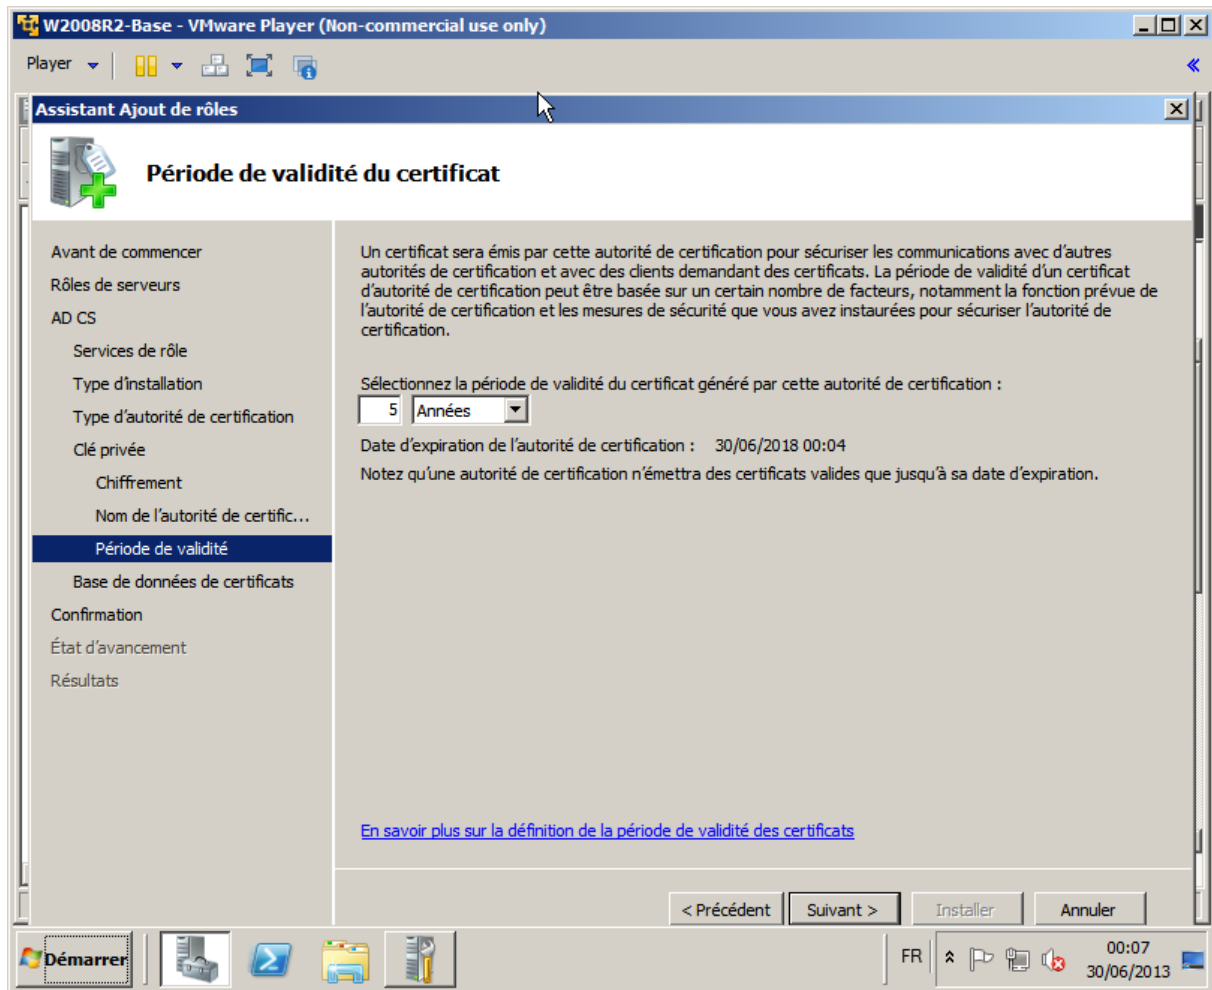 W2008R2-Base - VMware Player (Non-commercial use only)
Player
Assistant Ajout de rôles
Période de validité du certificat
Avant de commencer
Rôles de serveurs
AD CS
Services de rôle
Type d'installation
Type d'autorité de certification
Clé privée
Chiffrement
Nom de l'autorité de certific...
Période de validité
Base de données de certificats
Confirmation
État d'avancement
Résultats
Un certificat sera émis par cette autorité de certification pour sécuriser les communications avec d'autres
autorités de certification et avec des clients demandant des certificats. La période de validité d'un certificat
d'autorité de certification peut être basée sur un certain nombre de facteurs, notamment la fonction prévue de
l'autorité de certification et les mesures de sécurité que vous avez instaurées pour sécuriser l'autorité de
certification.
Sélectionnez la période de validité du certificat généré par cette autorité de certification :
5 Années
Date d'expiration de l'autorité de certification : 30/06/2018 00:04
Notez qu'une autorité de certification n'émettra des certificats valides que jusqu'à sa date d'expiration.
En savoir plus sur la définition de la période de validité des certificats
< Précédent Suivant > Installer Annuler
Démarrer
FR
00:07
30/06/2013